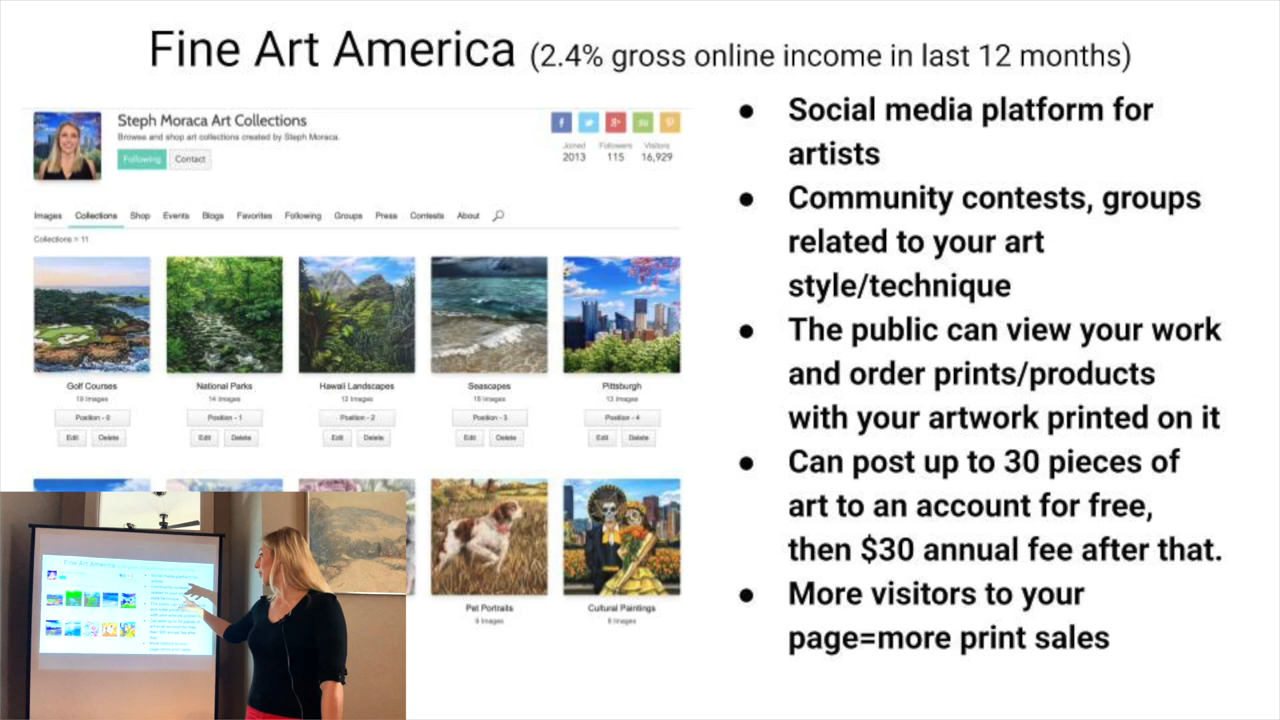 Fine Art America (2.4% gross online income in last 12 months)
Steph Moraca Art Collections
Browse and shop art collections created by Steph Moraca.
Following Contact
Joined Followers Visitors
2013 115 16,929
Images Collections Shop Events Blogs Favorites Following Groups Press Contests About
Collections = 11
Golf Courses National Parks Hawaii Landscapes Seascapes Pittsburgh
19 Images 14 Images 12 Images 18 Images 13 Images
Position - 0 Position - 1 Position - 2 Position - 3 Position - 4
Edit Delete Edit Delete Edit Delete Edit Delete Edit Delete
Pet Portraits Cultural Paintings
● Social media platform for
artists
● Community contests, groups
related to your art
style/technique
● The public can view your work
and order prints/products
with your artwork printed on it
● Can post up to 30 pieces of
art to an account for free,
then $30 annual fee after that.
● More visitors to your
page=more print sales
Fine Art America